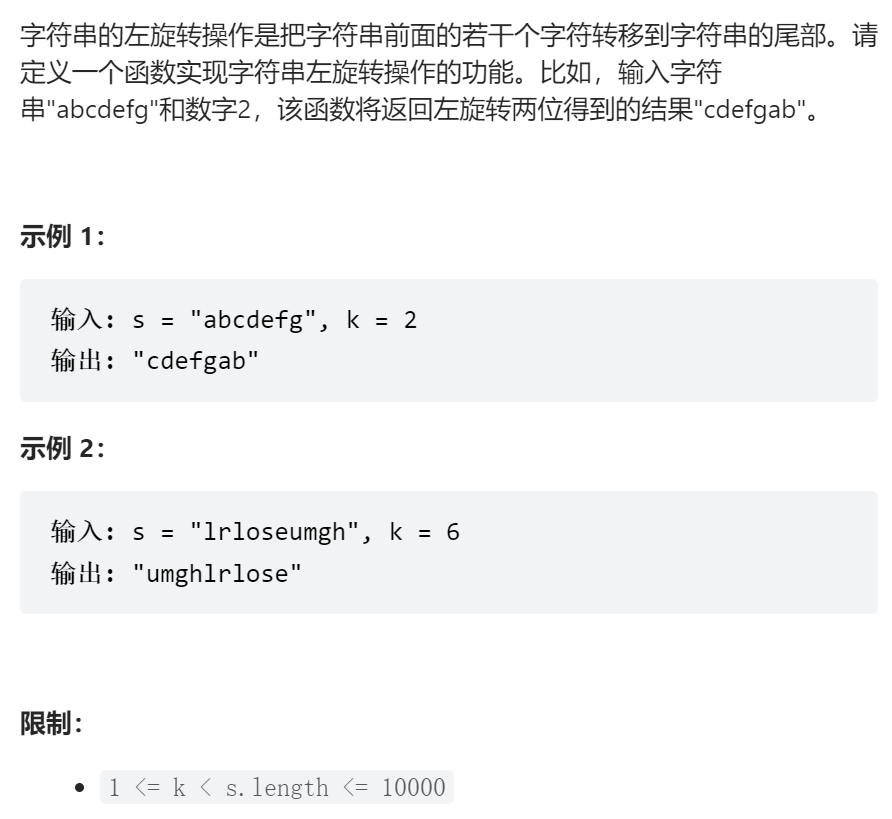 字符串的左旋转操作是把字符串前面的若干个字符转移到字符串的尾部。请
定义一个函数实现字符串左旋转操作的功能。比如，输入字符
串"abcdefg"和数字2，该函数将返回左旋转两位得到的结果"cdefgab"。
示例 1：
输入: s = "abcdefg", k = 2
输出: "cdefgab"
示例 2：
输入: s = "lrloseumgh", k = 6
输出: "umghlrlose"
限制：
• 1 <= k < s.length <= 10000